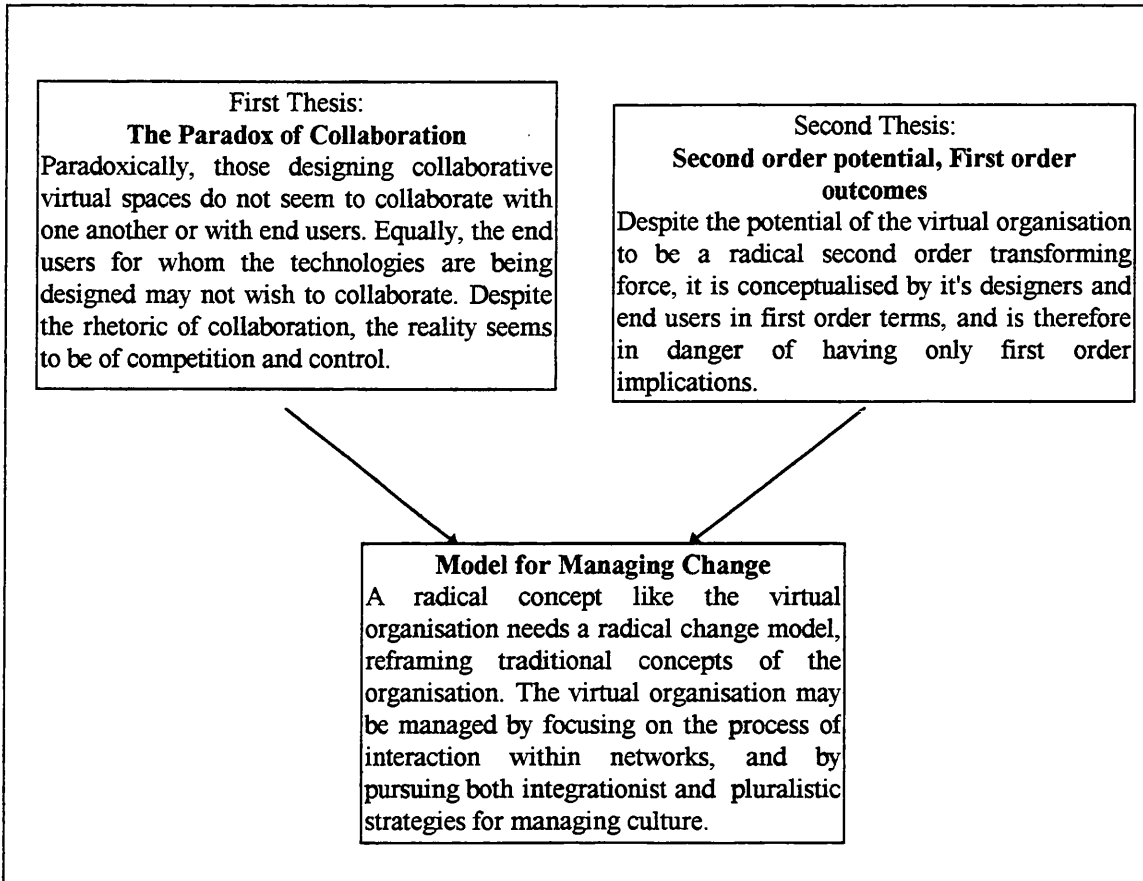 First Thesis:
The Paradox of Collaboration
Paradoxically, those designing collaborative
virtual spaces do not seem to collaborate with
one another or with end users. Equally, the end
users for whom the technologies are being
designed may not wish to collaborate. Despite
the rhetoric of collaboration, the reality seems
to be of competition and control.
Second Thesis:
Second order potential, First order
outcomes
Despite the potential of the virtual organisation
to be a radical second order transforming
force, it is conceptualised by it's designers and
end users in first order terms, and is therefore
in danger of having only first order
implications.
Model for Managing Change
A radical concept like the virtual
organisation needs a radical change model,
reframing traditional concepts of the
organisation. The virtual organisation may
be managed by focusing on the process of
interaction within networks, and by
pursuing both integrationist and pluralistic
strategies for managing culture.